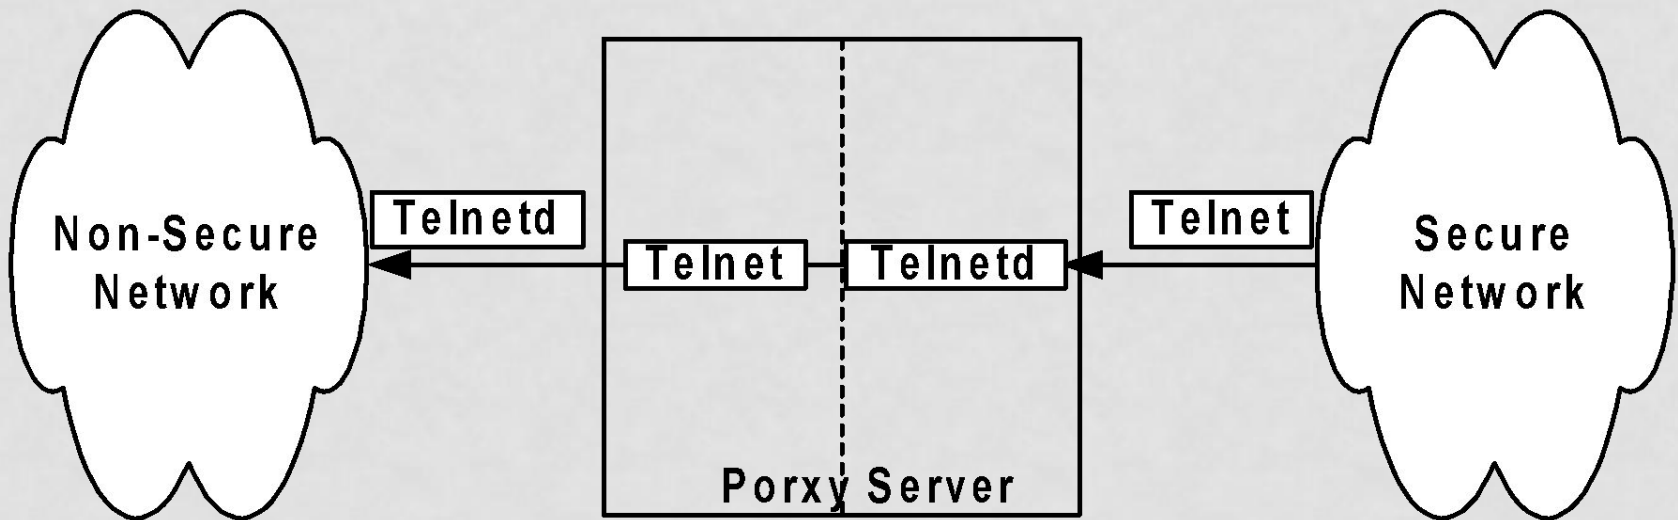 Non-Secure
Network
Telnetd
Telnet
Telnetd
Telnet
Secure
Network
Porxy Server